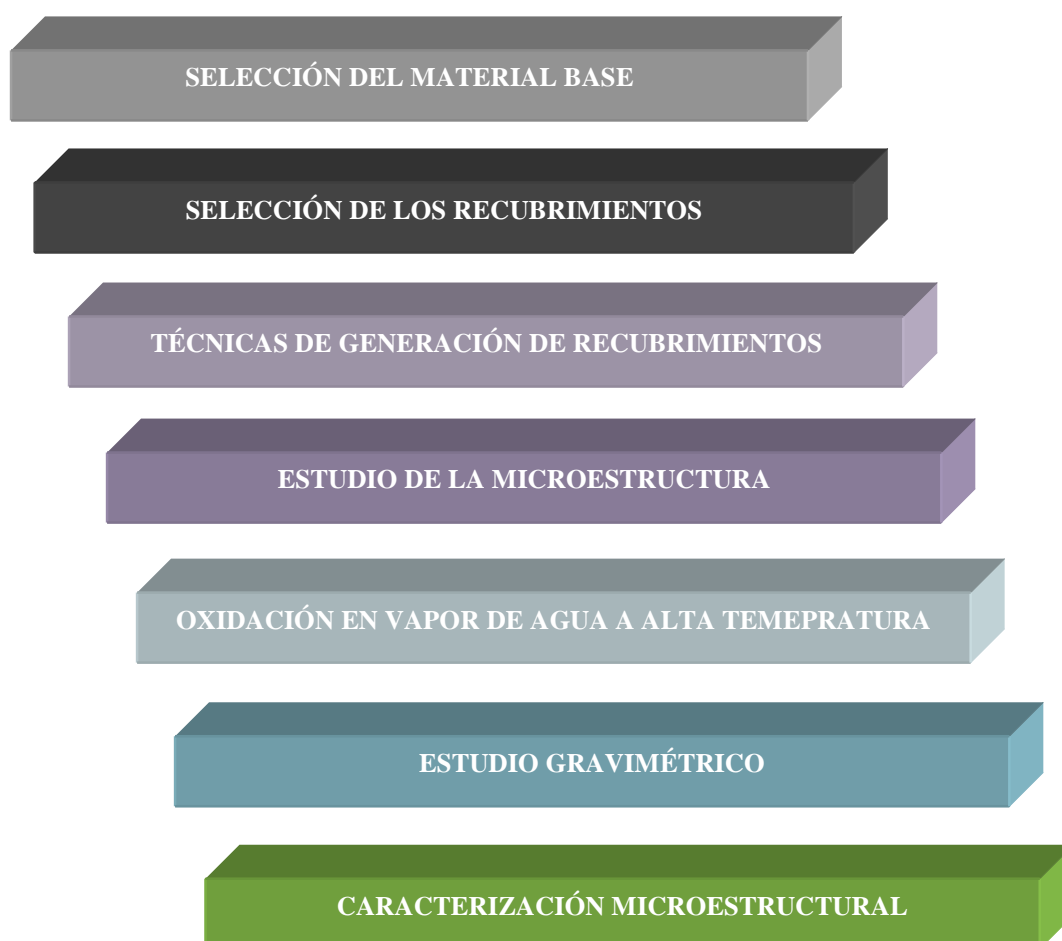 SELECCIÓN DEL MATERIAL BASE
SELECCIÓN DE LOS RECUBRIMIENTOS
TÉCNICAS DE GENERACIÓN DE RECUBRIMIENTOS
ESTUDIO DE LA MICROESTRUCTURA
OXIDACIÓN EN VAPOR DE AGUA A ALTA TEMEPRATURA
ESTUDIO GRAVIMÉTRICO
CARACTERIZACIÓN MICROESTRUCTURAL